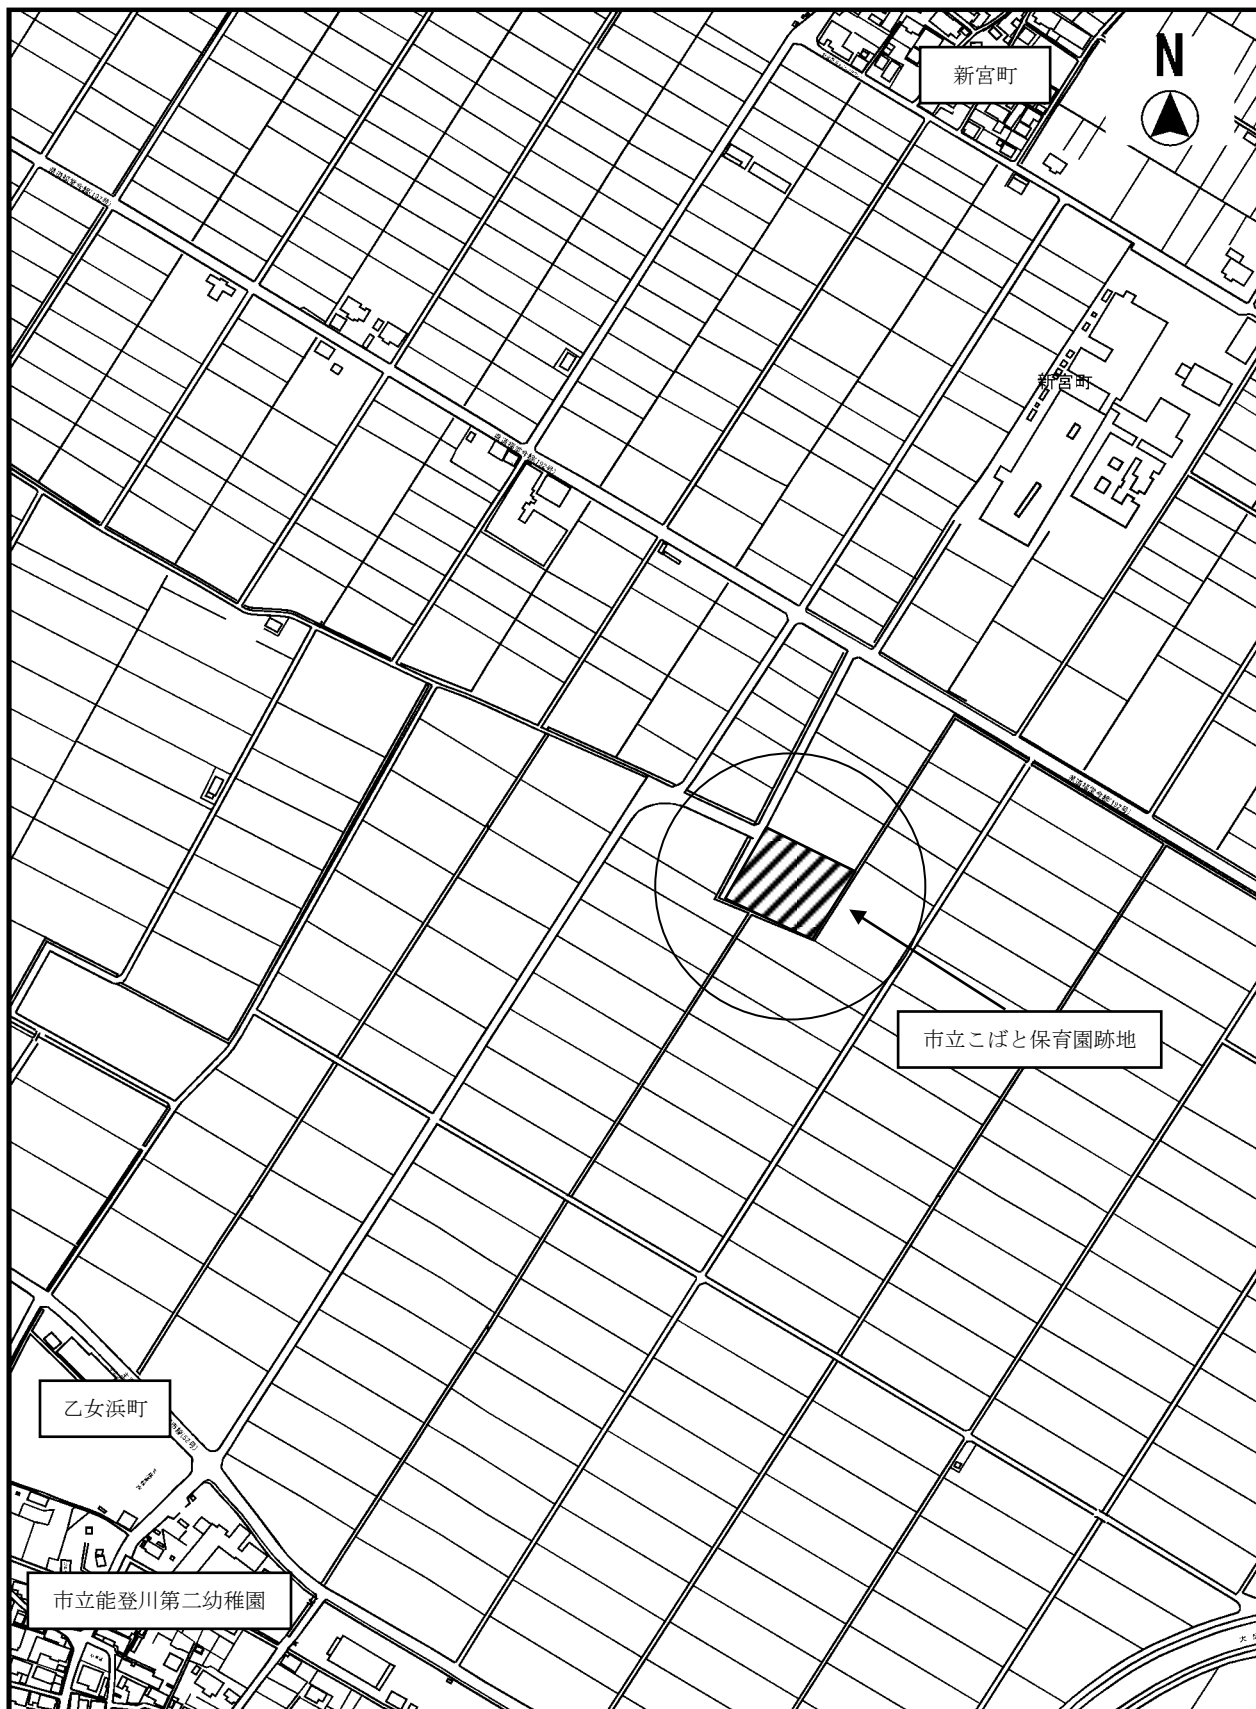 新宮町
N
新宮町
市立こばと保育園跡地
乙女浜町
市立能登川第二幼稚園